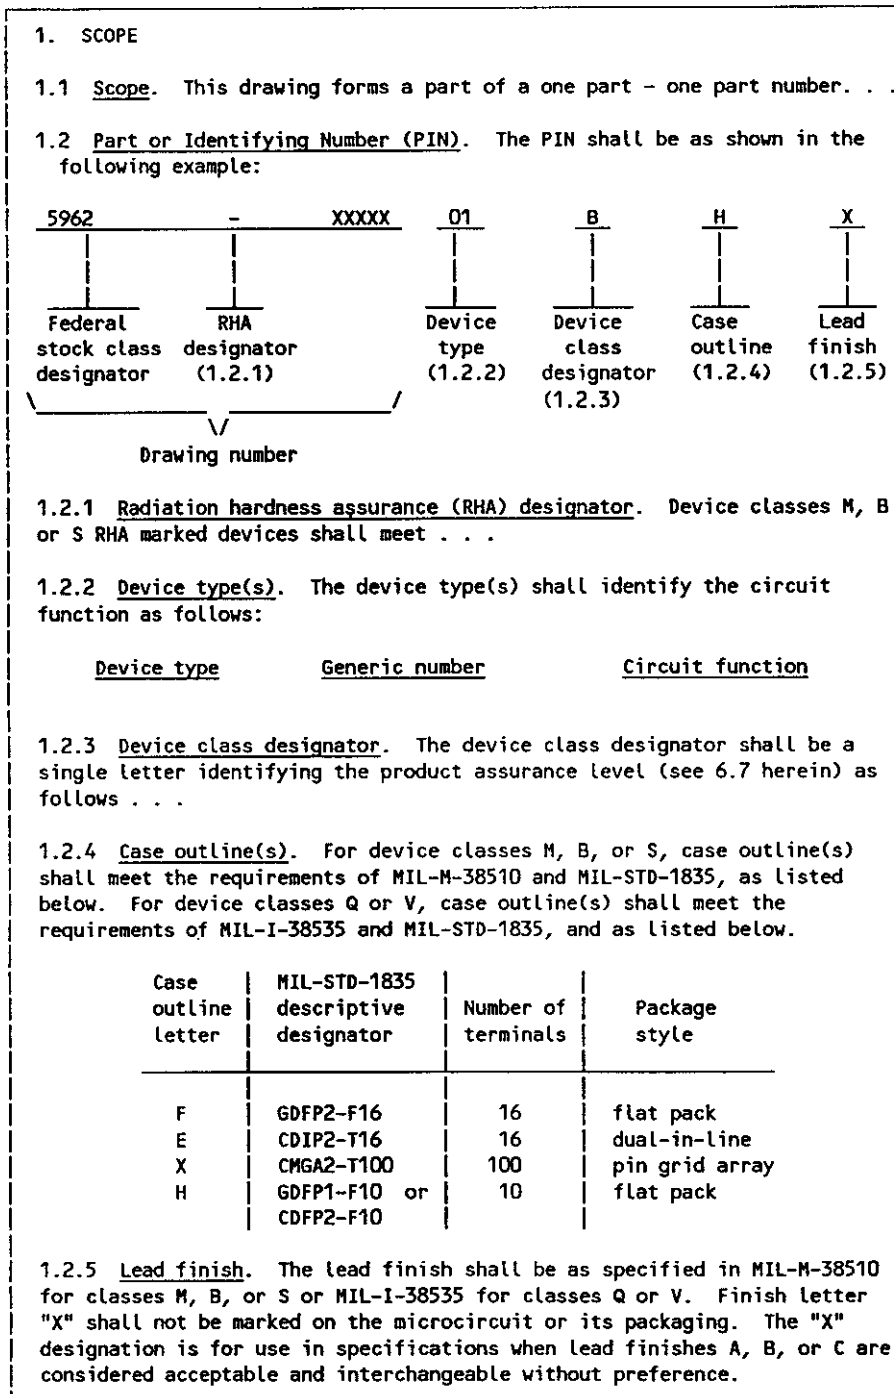 1. SCOPE
1.1 Scope. This drawing forms a part of a one part - one part number. . .
1.2 Part or Identifying Number (PIN). The PIN shall be as shown in the
following example:
5962 - XXXXX 01 B H X
Federal RHA Device Device Case Lead
stock class designator type class outline finish
designator (1.2.1) (1.2.2) designator (1.2.4) (1.2.5)
(1.2.3)
Drawing number
1.2.1 Radiation hardness assurance (RHA) designator. Device classes M, B
or S RHA marked devices shall meet . . .
1.2.2 Device type(s). The device type(s) shall identify the circuit
function as follows:
Device type Generic number Circuit function
1.2.3 Device class designator. The device class designator shall be a
single letter identifying the product assurance level (see 6.7 herein) as
follows . . .
1.2.4 Case outline(s). For device classes M, B, or S, case outline(s)
shall meet the requirements of MIL-M-38510 and MIL-STD-1835, as listed
below. For device classes Q or V, case outline(s) shall meet the
requirements of MIL-I-38535 and MIL-STD-1835, and as listed below.
Case MIL-STD-1835
outline descriptive Number of Package
letter designator terminals style
F GDFP2-F16 16 flat pack
E CDIP2-T16 16 dual-in-line
X CMGA2-T100 100 pin grid array
H GDFP1-F10 or 10 flat pack
CDFP2-F10
1.2.5 Lead finish. The lead finish shall be as specified in MIL-M-38510
for classes M, B, or S or MIL-I-38535 for classes Q or V. Finish letter
"X" shall not be marked on the microcircuit or its packaging. The "X"
designation is for use in specifications when lead finishes A, B, or C are
considered acceptable and interchangeable without preference.